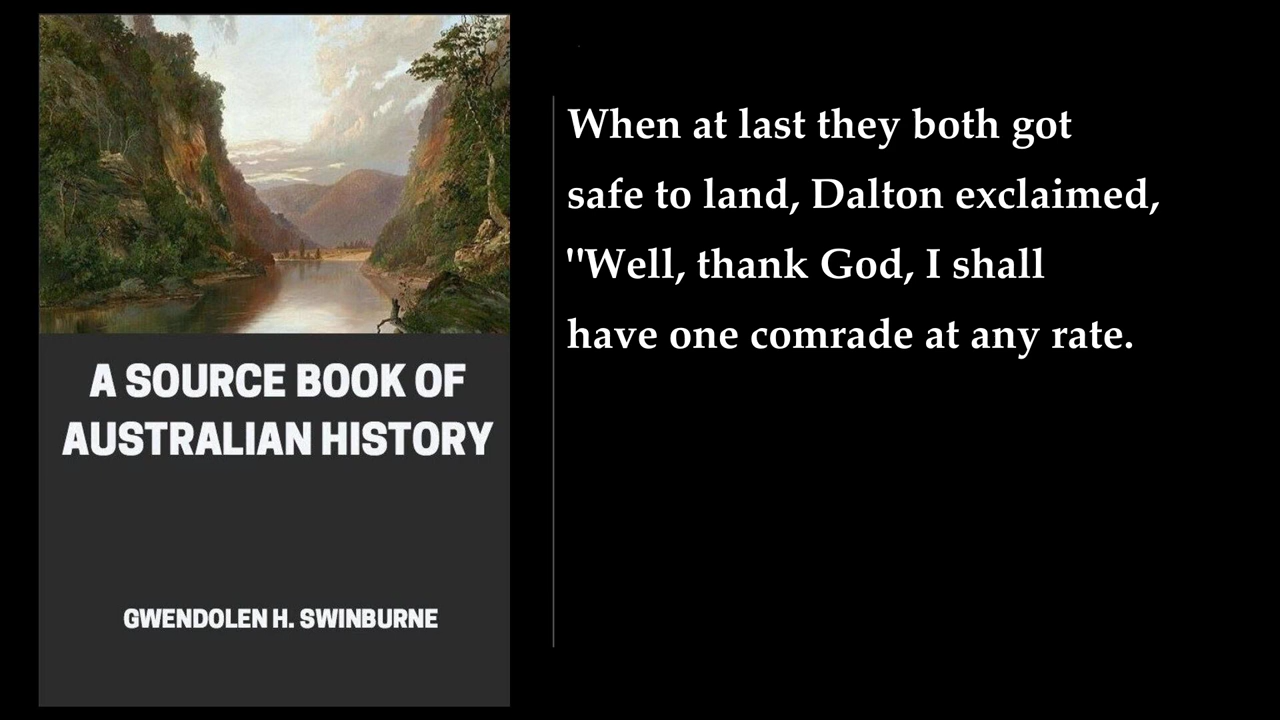 A SOURCE BOOK OF
AUSTRALIAN HISTORY
GWENDOLEN H. SWINBURNE
When at last they both got
safe to land, Dalton exclaimed,
"Well, thank God, I shall
have one comrade at any rate.